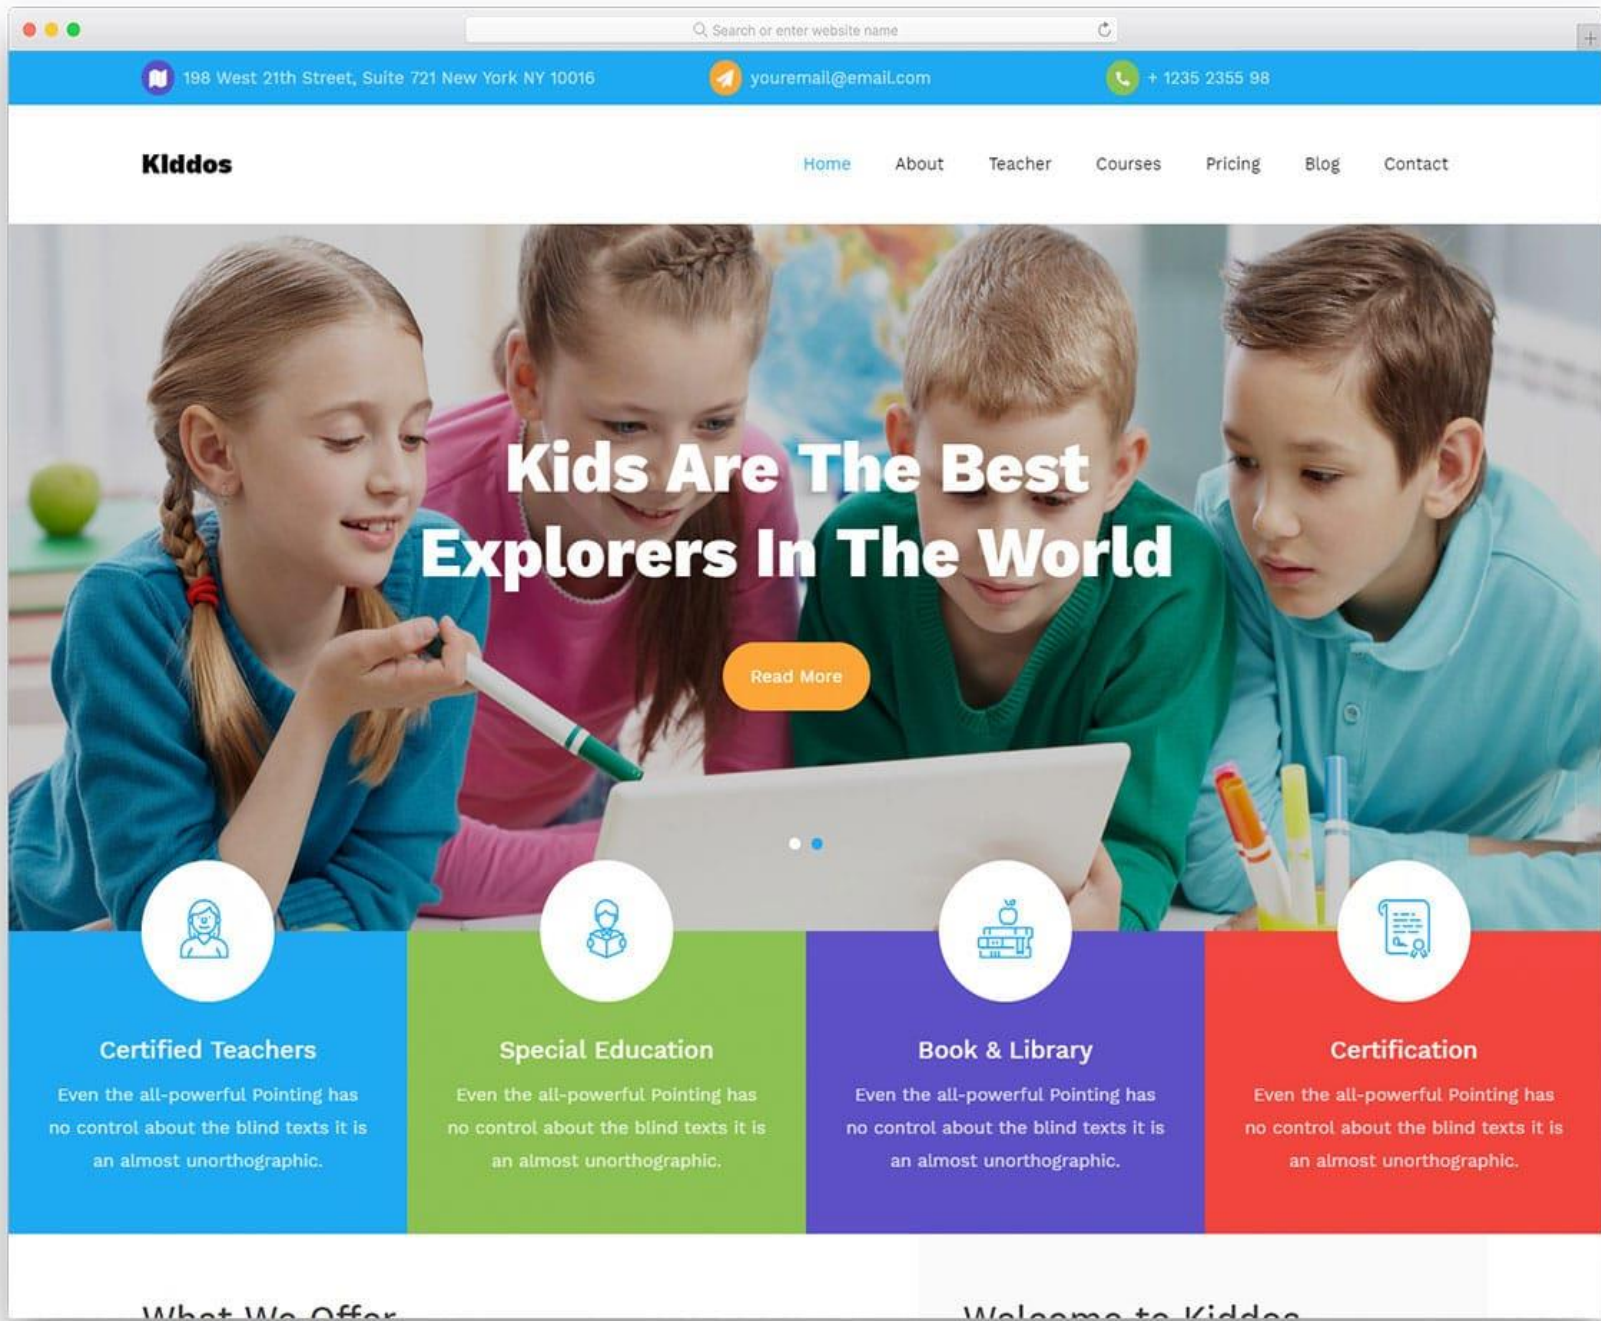 Search or enter website name
198 West 21th Street, Suite 721 New York NY 10016
youremail@email.com
+ 1235 2355 98
KIddos
Home About Teacher Courses Pricing Blog Contact
Kids Are The Best
Explorers In The World
Read More
Certified Teachers
Even the all-powerful Pointing has
no control about the blind texts it is
an almost unorthographic.
Special Education
Even the all-powerful Pointing has
no control about the blind texts it is
an almost unorthographic.
Book & Library
Even the all-powerful Pointing has
no control about the blind texts it is
an almost unorthographic.
Certification
Even the all-powerful Pointing has
no control about the blind texts it is
an almost unorthographic.
What We Offer
Welcome to Kiddos